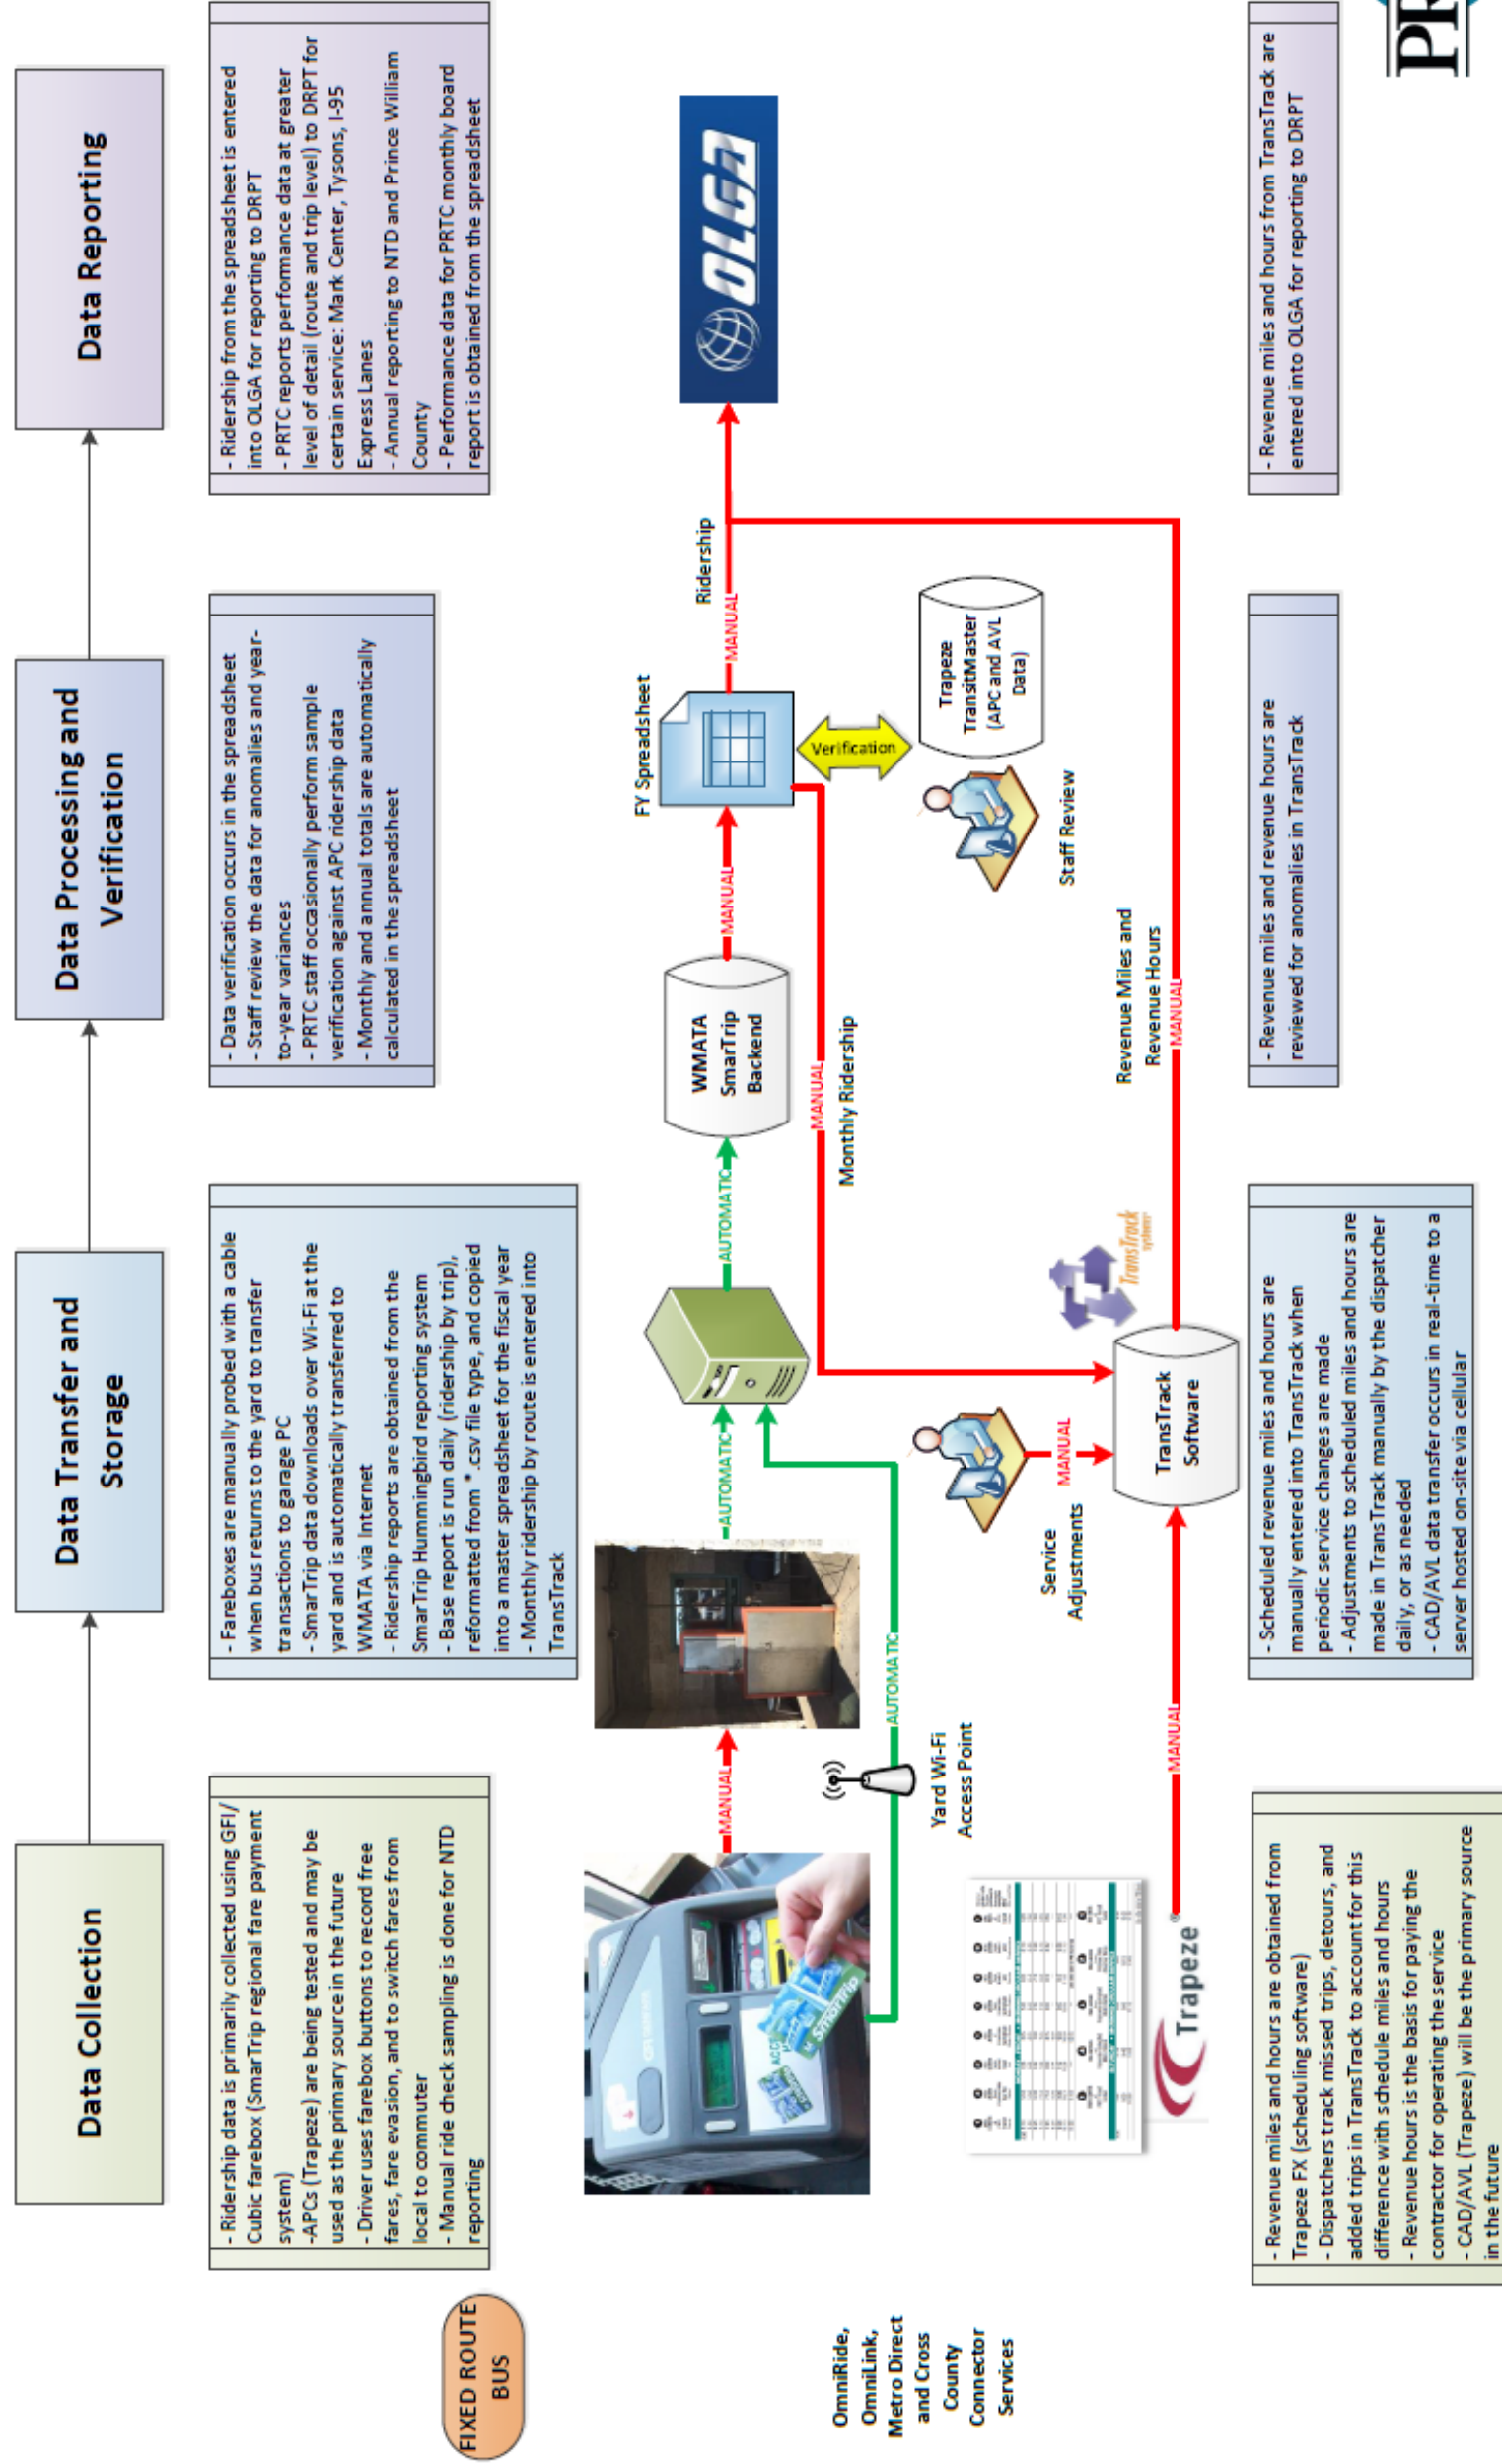 Data Collection
Data Transfer and
Storage
Data Processing and
Verification
Data Reporting
- Ridership data is primarily collected using GFI/
Cubic farebox (SmarTrip regional fare payment
system)
-APCs (Trapeze) are being tested and may be
used as the primary source in the future
- Driver uses farebox buttons to record free
fares, fare evasion, and to switch fares from
local to commuter
- Manual ride check sampling is done for NTD
reporting
- Fareboxes are manually probed with a cable
when bus returns to the yard to transfer
transactions to garage PC
- SmarTrip data downloads over Wi-Fi at the
yard and is automatically transferred to
WMATA via Internet
- Ridership reports are obtained from the
SmarTrip Hummingbird reporting system
- Base report is run daily (ridership by trip),
reformatted from *.csv file type, and copied
into a master spreadsheet for the fiscal year
- Monthly ridership by route is entered into
TransTrack
- Data verification occurs in the spreadsheet
- Staff review the data for anomalies and year-
to-year variances
- PRTC staff occasionally perform sample
verification against APC ridership data
- Monthly and annual totals are automatically
calculated in the spreadsheet
- Ridership from the spreadsheet is entered
into OLGA for reporting to DRPT
- PRTC reports performance data at greater
level of detail (route and trip level) to DRPT for
certain service: Mark Center, Tysons, I-95
Express Lanes
- Annual reporting to NTD and Prince William
County
- Performance data for PRTC monthly board
report is obtained from the spreadsheet
FIXED ROUTE
BUS
OmniRide,
OmniLink,
Metro Direct
and Cross
County
Connector
Services
SmarTrip
MANUAL
AUTOMATIC
AUTOMATIC
WMATA
SmarTrip
Backend
MANUAL
FY Spreadsheet
MANUAL
Ridership
OLGA
Yard Wi-Fi
Access Point
AUTOMATIC
MANUAL
Monthly Ridership
Verification
Trapeze
TransitMaster
(APC and AVL
Data)
Staff Review
Service
Adjustments
MANUAL
Trapeze®
MANUAL
TransTrack
Software
TransTrack
systems
Revenue Miles and
Revenue Hours
MANUAL
- Revenue miles and hours are obtained from
Trapeze FX (scheduling software)
- Dispatchers track missed trips, detours, and
added trips in TransTrack to account for this
difference with schedule miles and hours
- Revenue hours is the basis for paying the
contractor for operating the service
- CAD/AVL (Trapeze) will be the primary source
in the future
- Scheduled revenue miles and hours are
manually entered into TransTrack when
periodic service changes are made
- Adjustments to scheduled miles and hours are
made in TransTrack manually by the dispatcher
daily, or as needed
- CAD/AVL data transfer occurs in real-time to a
server hosted on-site via cellular
- Revenue miles and revenue hours are
reviewed for anomalies in TransTrack
- Revenue miles and hours from TransTrack are
entered into OLGA for reporting to DRPT
PR